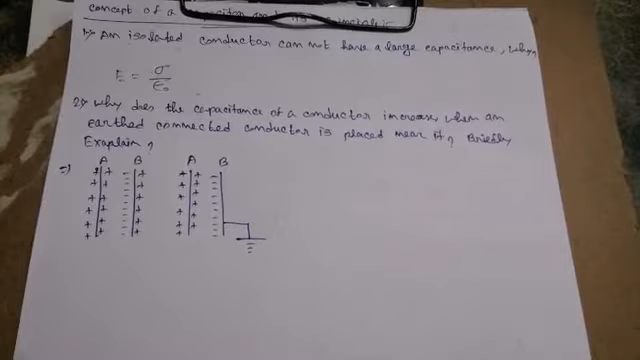 concept of a
1) An isolated conductor can not have a large capacitance, why?
E = σ/ε₀
2) Why does the capacitance of a conductor increase, when an
earthed connected conductor is placed near it? Briefly
Exaplain?
=) A B A B